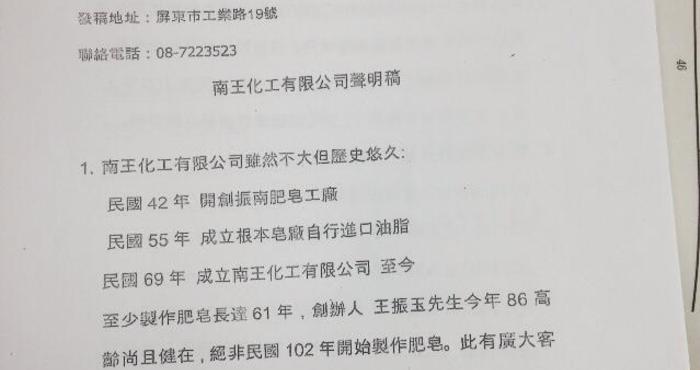 發稿地址：屏東市工業路19號
聯絡電話：08-7223523
南王化工有限公司聲明稿
1. 南王化工有限公司雖然不大但歷史悠久:
民國 42 年 開創振南肥皂工廠
民國 55 年 成立根本皂廠自行進口油脂
民國 69 年 成立南王化工有限公司 至今
至少製作肥皂長達 61 年，創辦人 王振玉先生今年 86 高
齡尚且健在，絕非民國 102 年開始製作肥皂。此有廣大客
46